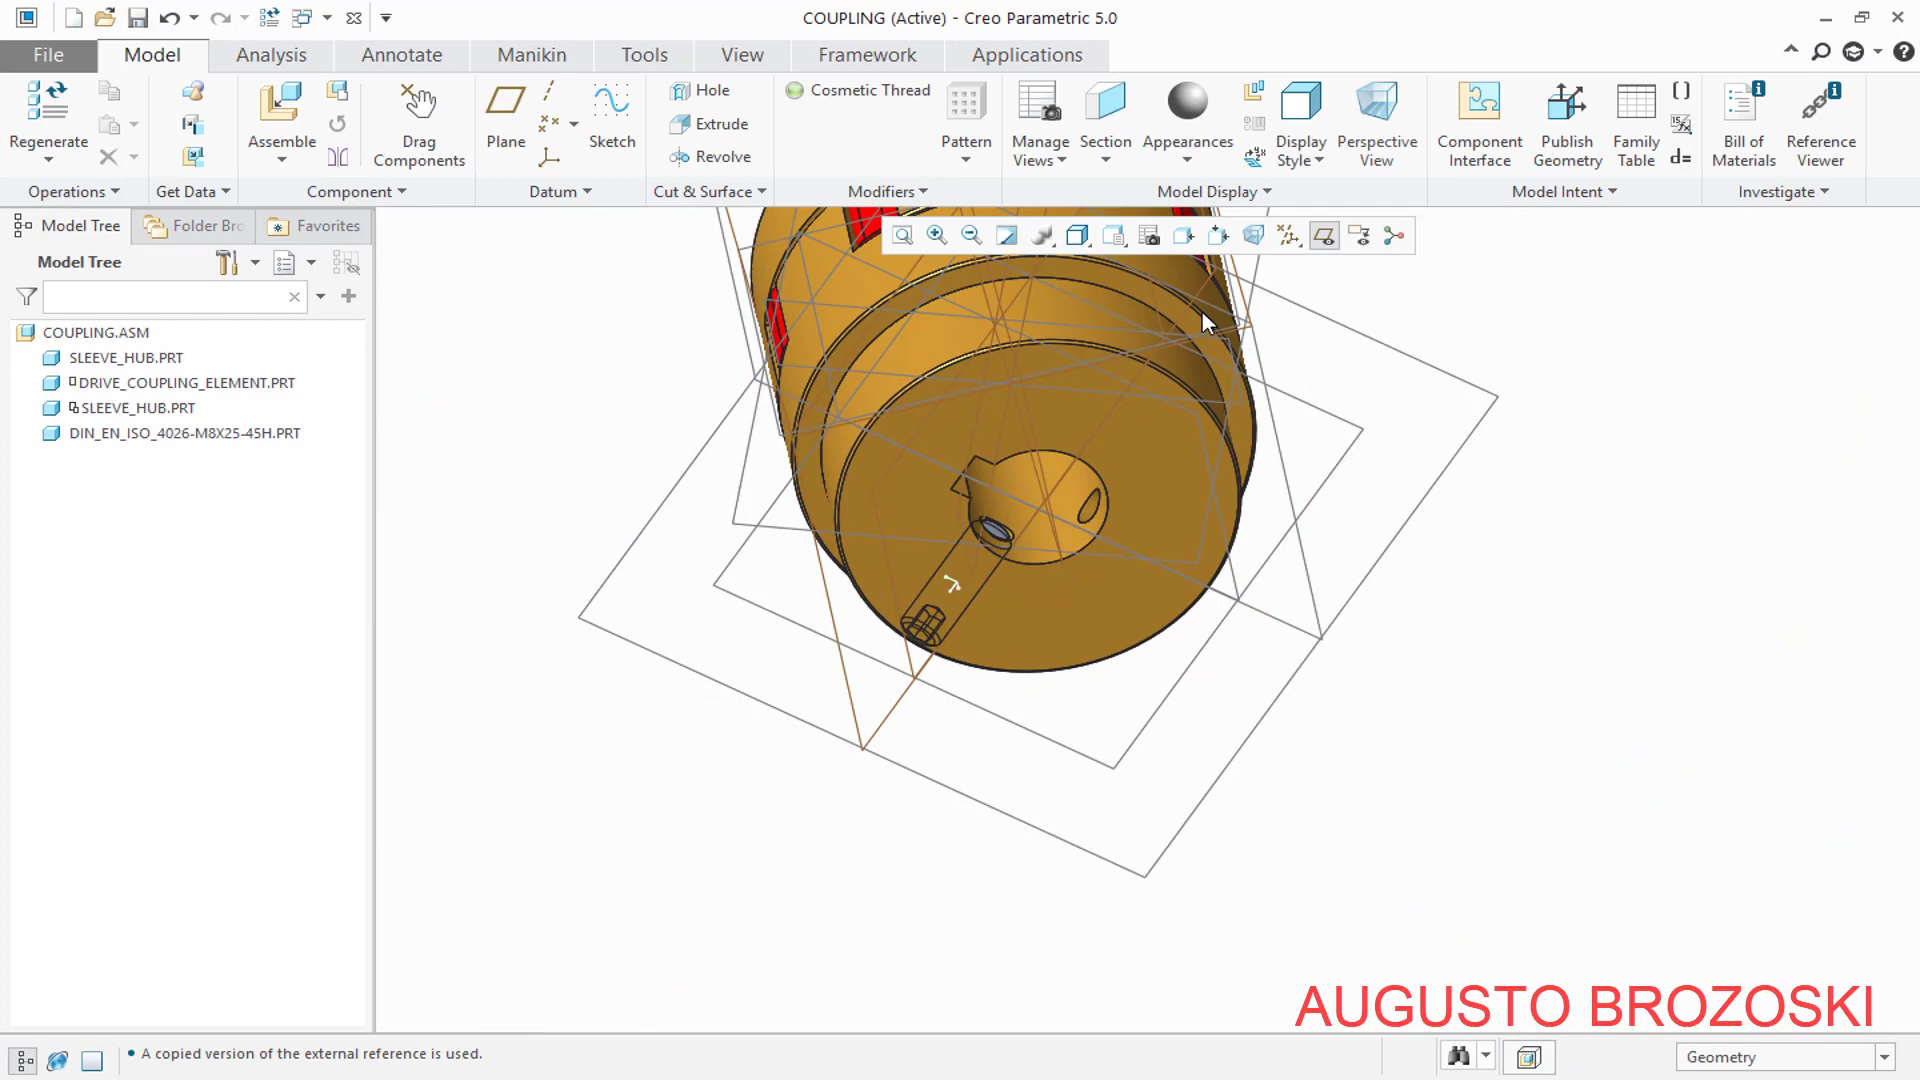 COUPLING (Active) - Creo Parametric 5.0
File Model Analysis Annotate Manikin Tools View Framework Applications
Regenerate
Assemble
Drag Components
Plane
Sketch
Hole
Extrude
Revolve
Cosmetic Thread
Pattern
Manage Views
Section
Appearances
Display Style
Perspective View
Component Interface
Publish Geometry
Family Table
Bill of Materials
Reference Viewer
Operations Get Data Component Datum Cut & Surface Modifiers Model Display Model Intent Investigate
Model Tree Folder Bro Favorites
Model Tree
COUPLING.ASM
SLEEVE_HUB.PRT
DRIVE_COUPLING_ELEMENT.PRT
SLEEVE_HUB.PRT
DIN_EN_ISO_4026-M8X25-45H.PRT
AUGUSTO BROZOSKI
• A copied version of the external reference is used.
Geometry